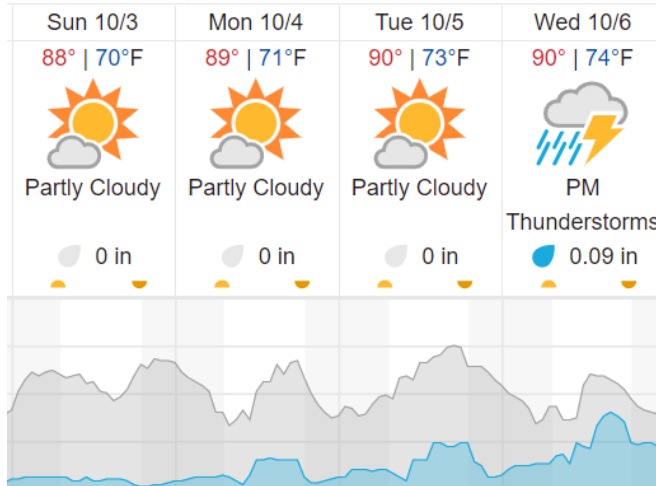 Sun 10/3
Mon 10/4
Tue 10/5
Wed 10/6
88° | 70°F
89° | 71°F
90° | 73°F
90° | 74°F
Partly Cloudy
Partly Cloudy
Partly Cloudy
PM
Thunderstorms
0 in
0 in
0 in
0.09 in